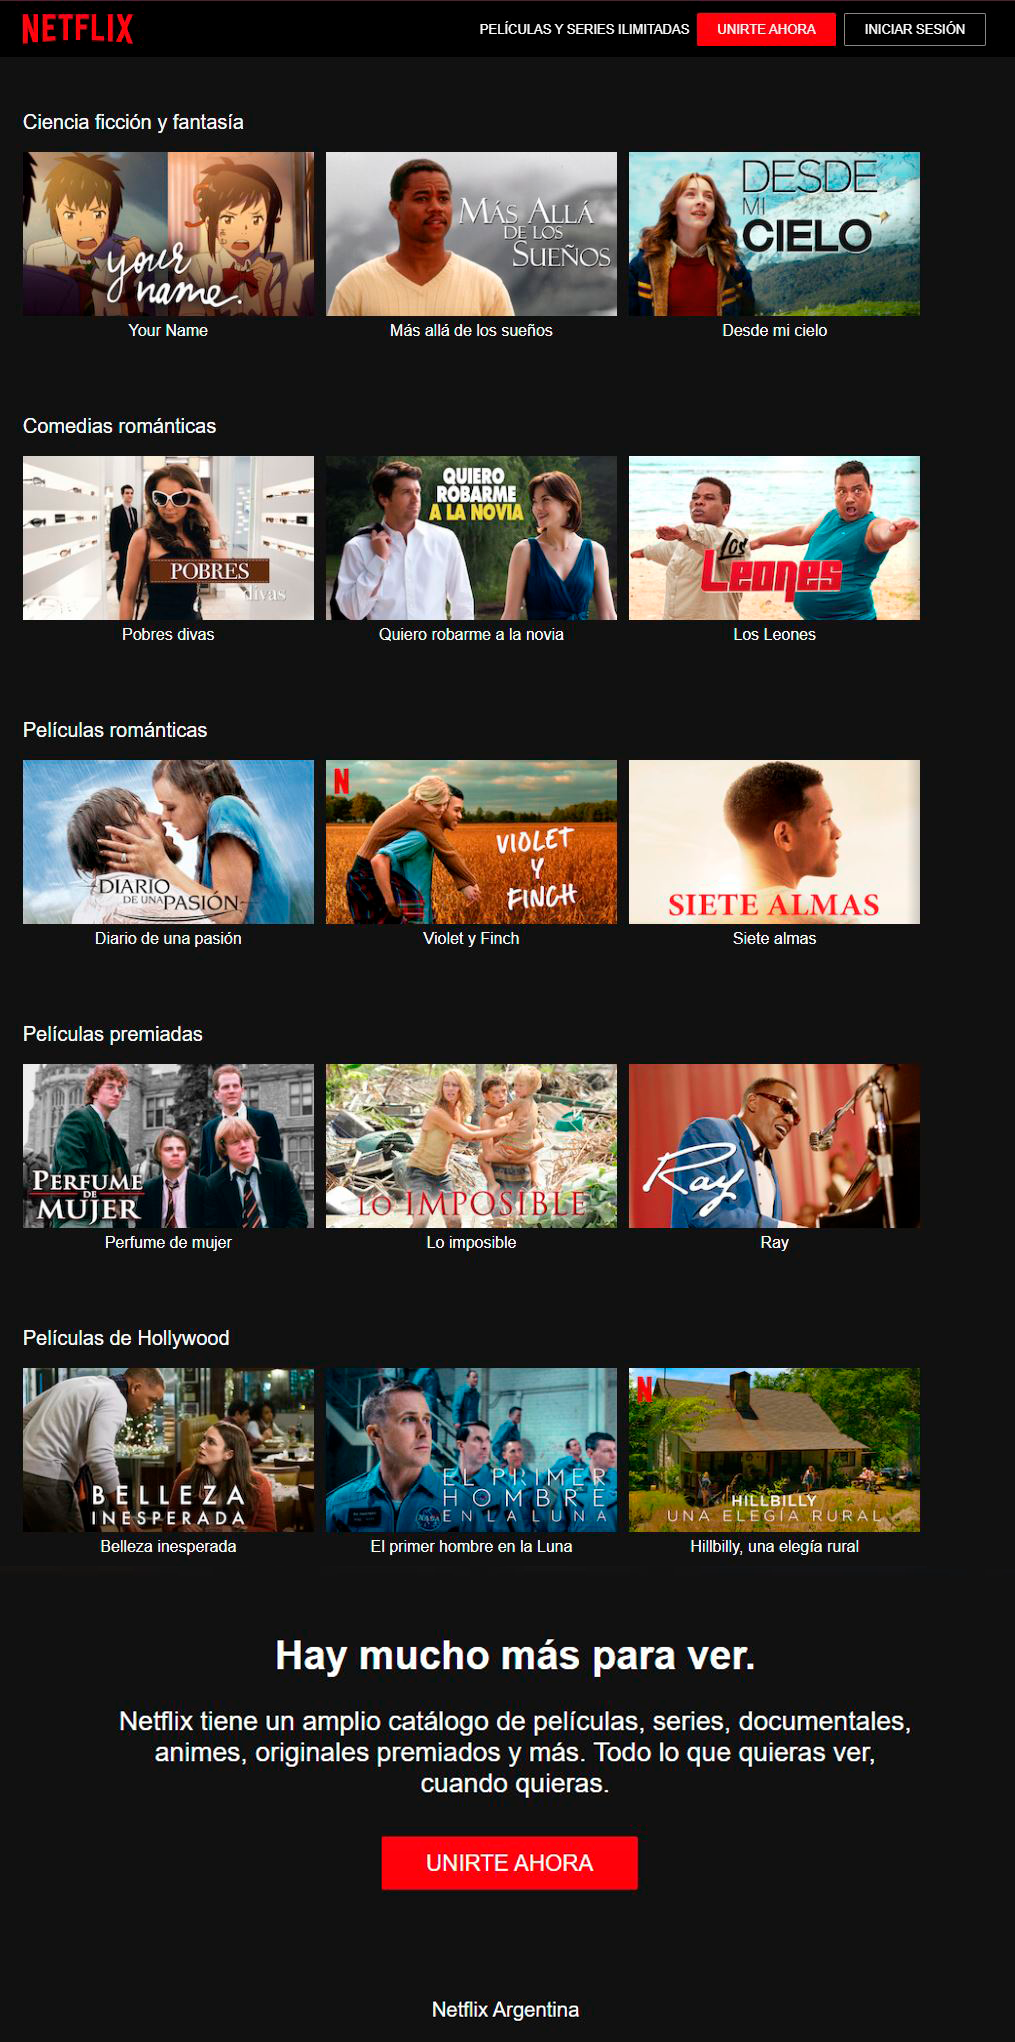 NETFLIX
PELÍCULAS Y SERIES ILIMITADAS
UNIRTE AHORA
INICIAR SESIÓN
Ciencia ficción y fantasía
your
name.
MÁS ALLÁ
DE LOS
SUEÑOS
DESDE
MI
CIELO
Your Name
Más allá de los sueños
Desde mi cielo
Comedias románticas
POBRES
divas
QUIERO
ROBARME
A LA NOVIA
LOS
Leones
Pobres divas
Quiero robarme a la novia
Los Leones
Películas románticas
DIARIO
DE UNA PASIÓN
N
VIOLET
Y
FINCH
SIETE ALMAS
Diario de una pasión
Violet y Finch
Siete almas
Películas premiadas
PERFUME
DE
MUJER
LO IMPOSIBLE
Ray
Perfume de mujer
Lo imposible
Ray
Películas de Hollywood
BELLEZA
INESPERADA
EL PRIMER
HOMBRE
EN LA LUNA
NASA
N
HILLBILLY
UNA ELEGÍA RURAL
Belleza inesperada
El primer hombre en la Luna
Hillbilly, una elegía rural
Hay mucho más para ver.
Netflix tiene un amplio catálogo de películas, series, documentales,
animes, originales premiados y más. Todo lo que quieras ver,
cuando quieras.
UNIRTE AHORA
Netflix Argentina